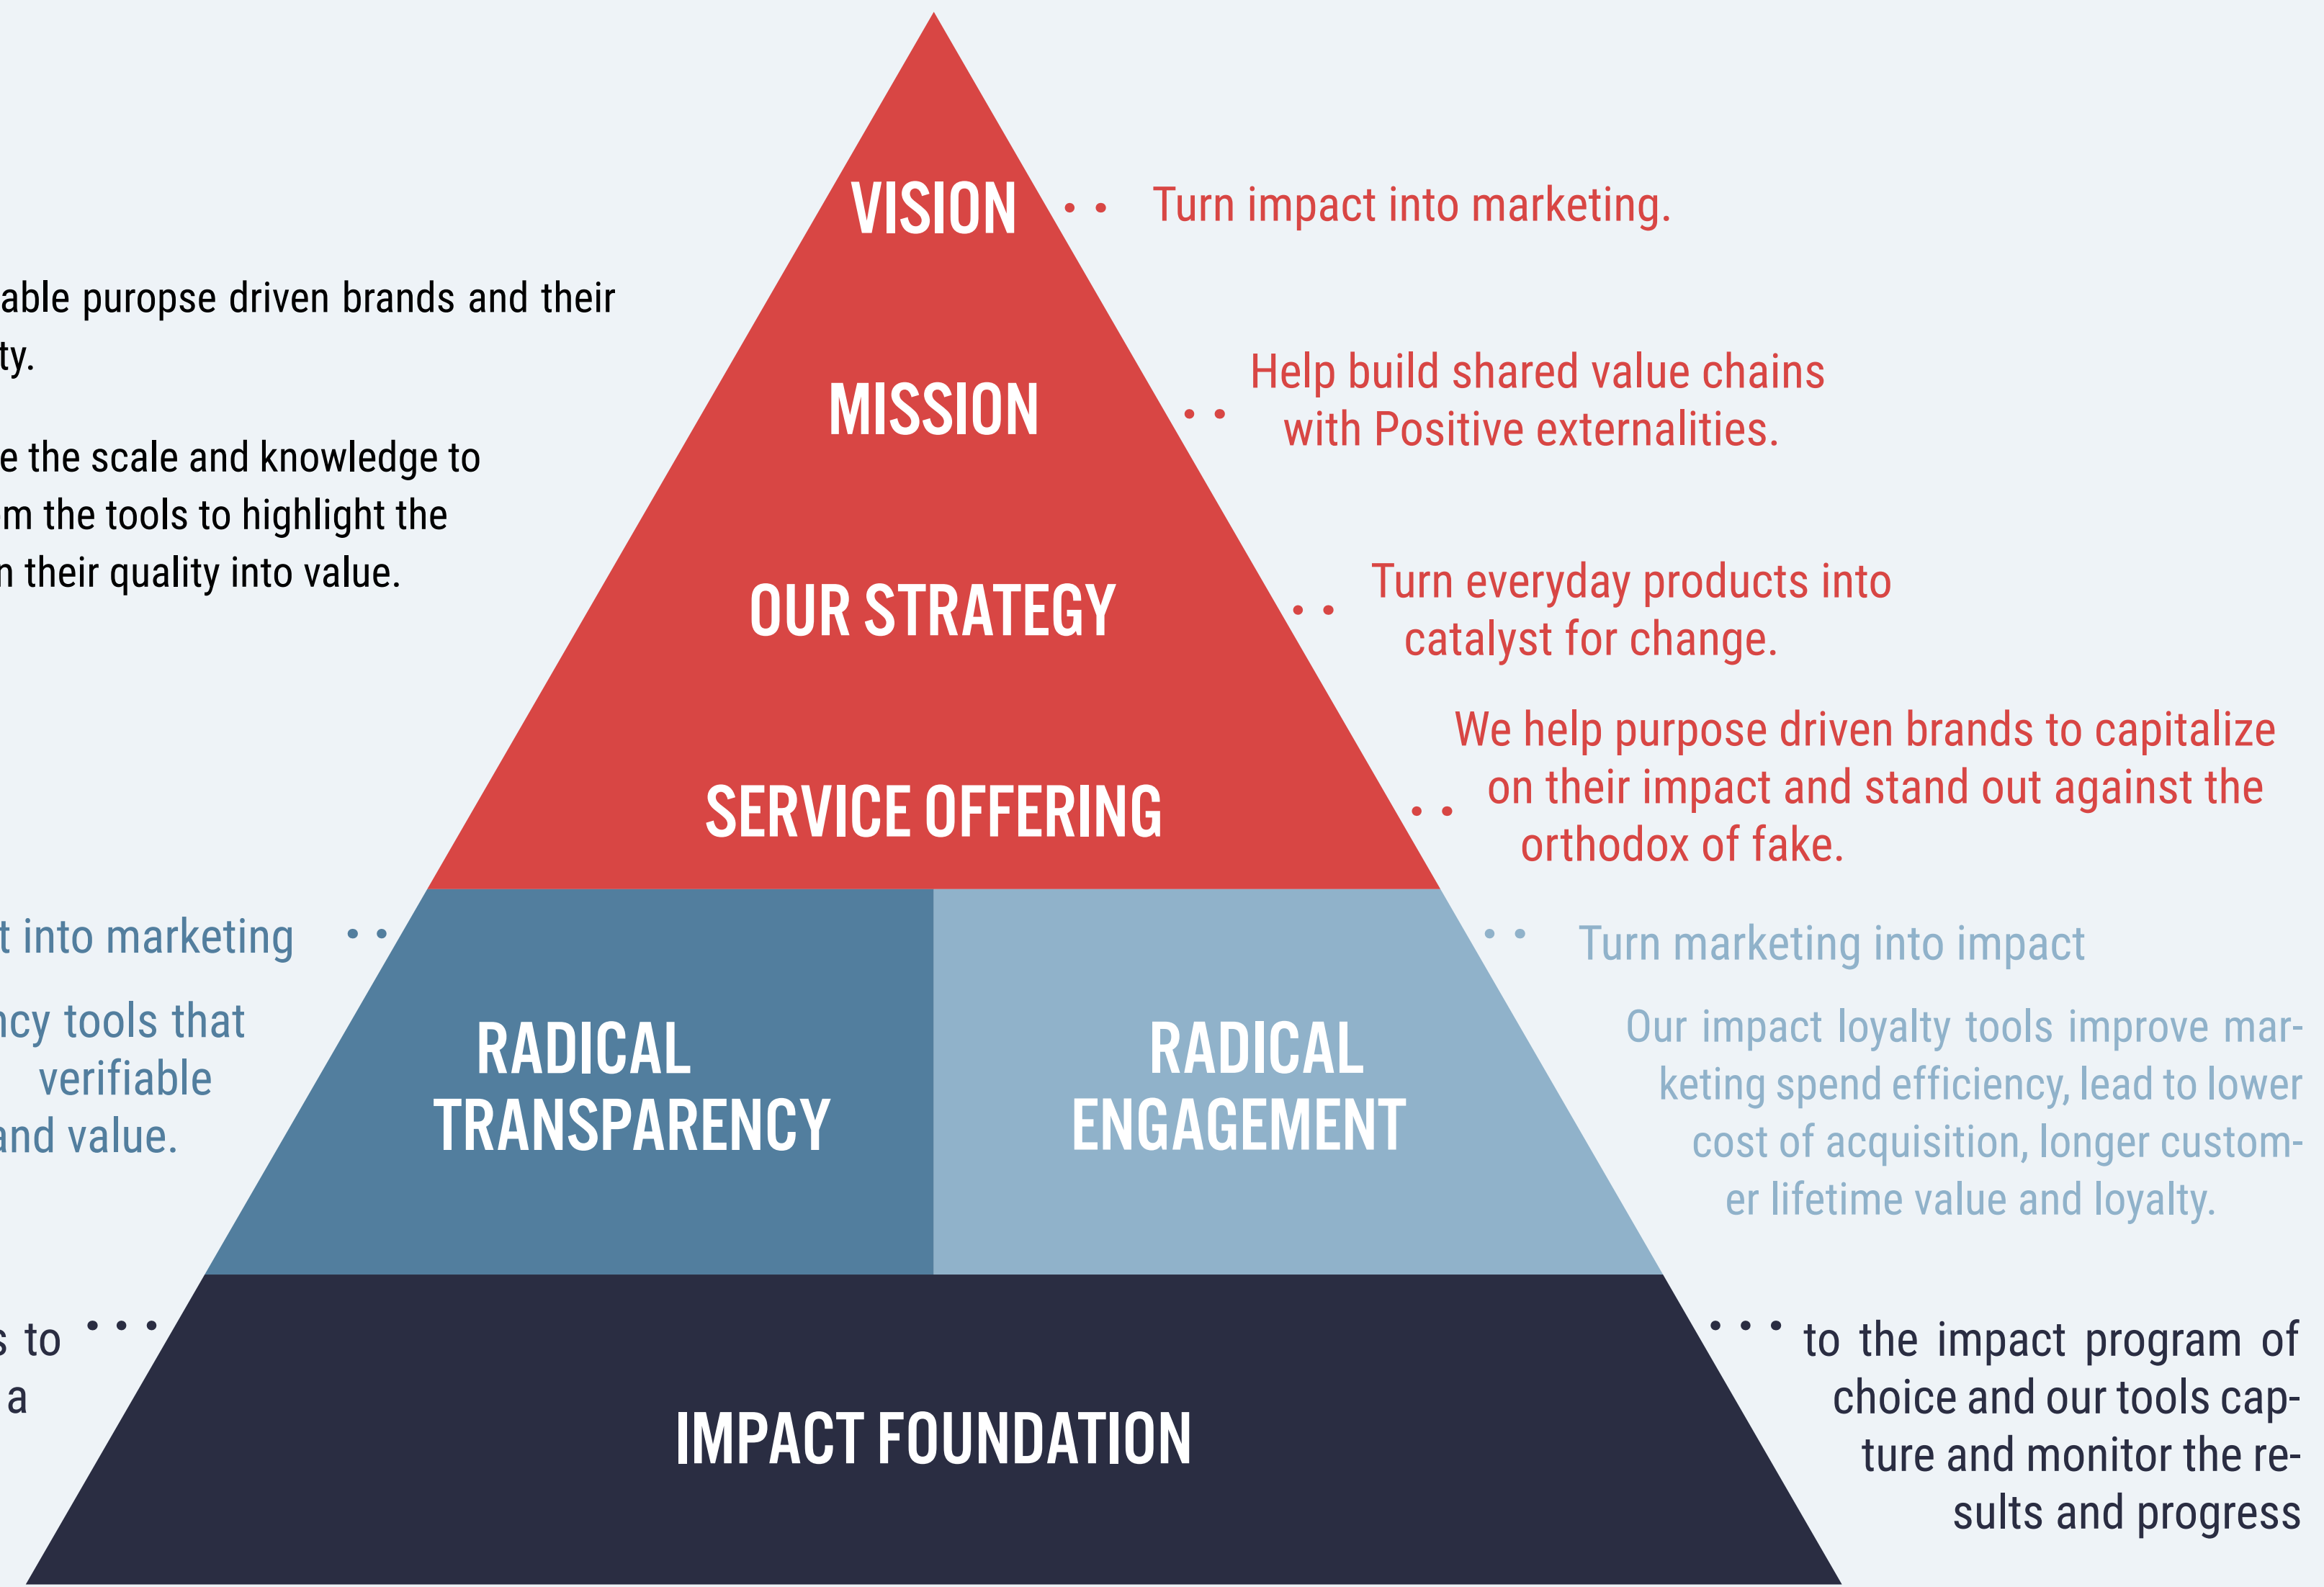 VISION
Turn impact into marketing.
able puropse driven brands and their
ty.
MISSION
Help build shared value chains
with Positive externalities.
e the scale and knowledge to
m the tools to highlight the
n their quality into value.
OUR STRATEGY
Turn everyday products into
catalyst for change.
SERVICE OFFERING
We help purpose driven brands to capitalize
on their impact and stand out against the
orthodox of fake.
t into marketing
ncy tools that
verifiable
and value.
RADICAL
TRANSPARENCY
RADICAL
ENGAGEMENT
Turn marketing into impact
Our impact loyalty tools improve mar-
keting spend efficiency, lead to lower
cost of acquisition, longer custom-
er lifetime value and loyalty.
s to
a
IMPACT FOUNDATION
to the impact program of
choice and our tools cap-
ture and monitor the re-
sults and progress